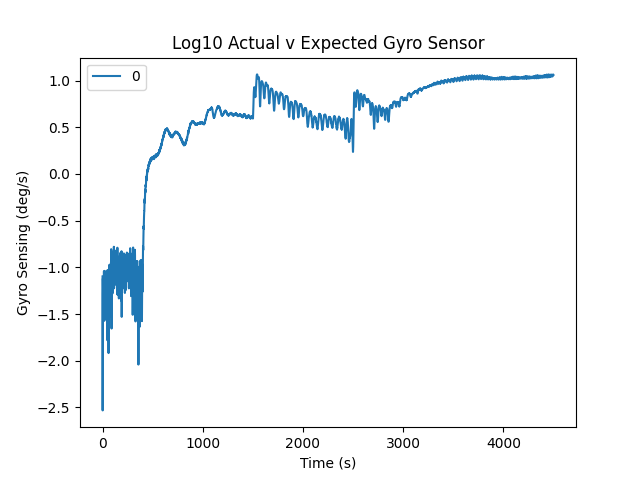 Log10 Actual v Expected Gyro Sensor
0
1.0
0.5
0.0
−0.5
−1.0
−1.5
−2.0
−2.5
Gyro Sensing (deg/s)
0 1000 2000 3000 4000
Time (s)